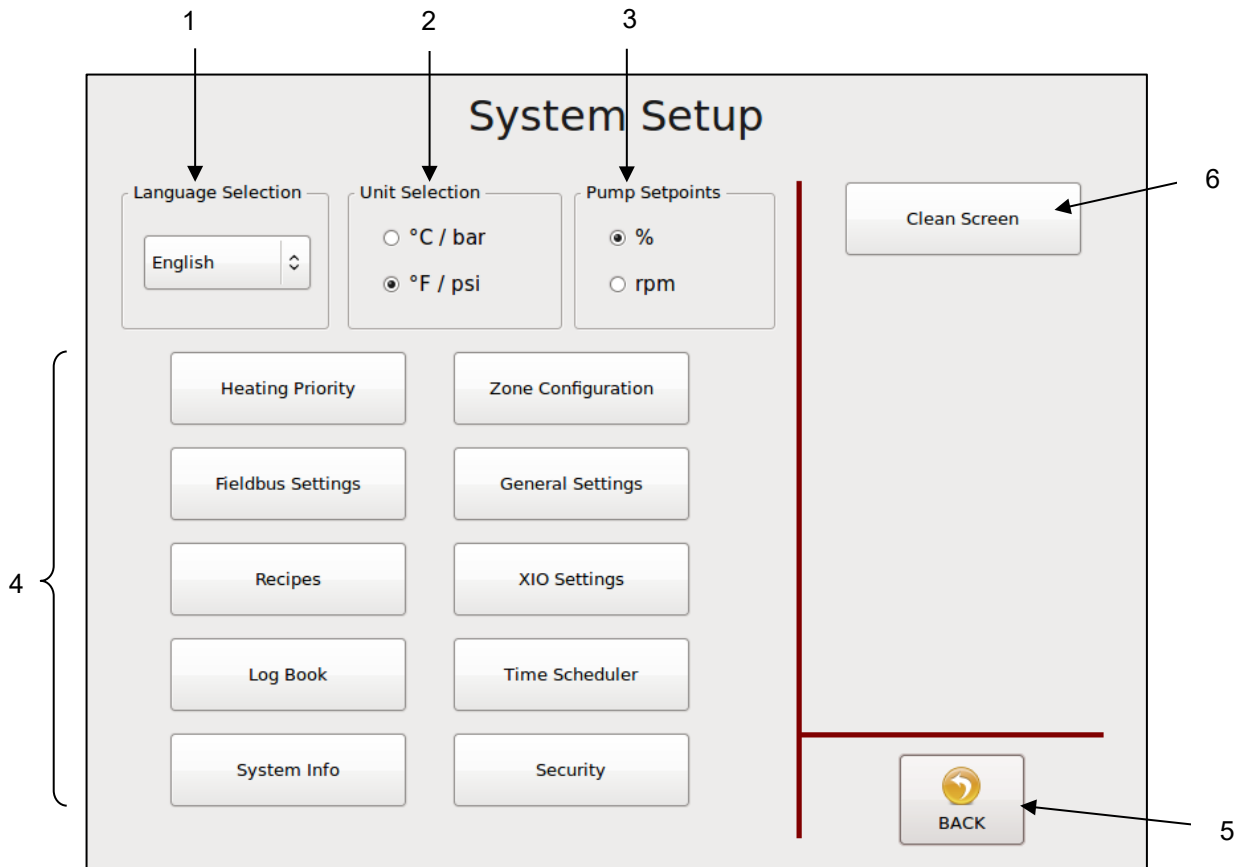 1 2 3
System Setup
Language Selection Unit Selection Pump Setpoints
English
°C / bar
°F / psi
%
rpm
Clean Screen
6
Heating Priority Zone Configuration
Fieldbus Settings General Settings
Recipes XIO Settings
4
Log Book Time Scheduler
System Info Security
BACK
5